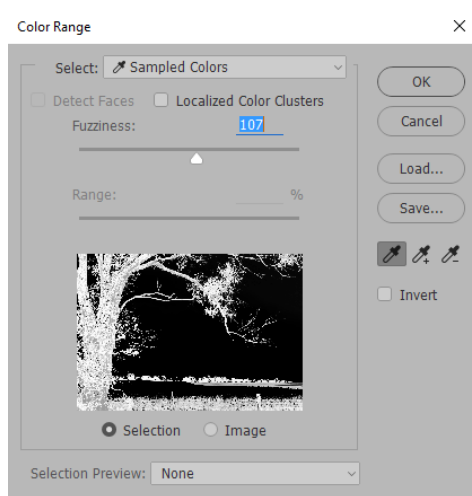 Color Range
Select: Sampled Colors
OK
Detect Faces Localized Color Clusters
Fuzziness: 107
Cancel
Load...
Range: %
Save...
Invert
Selection Image
Selection Preview: None